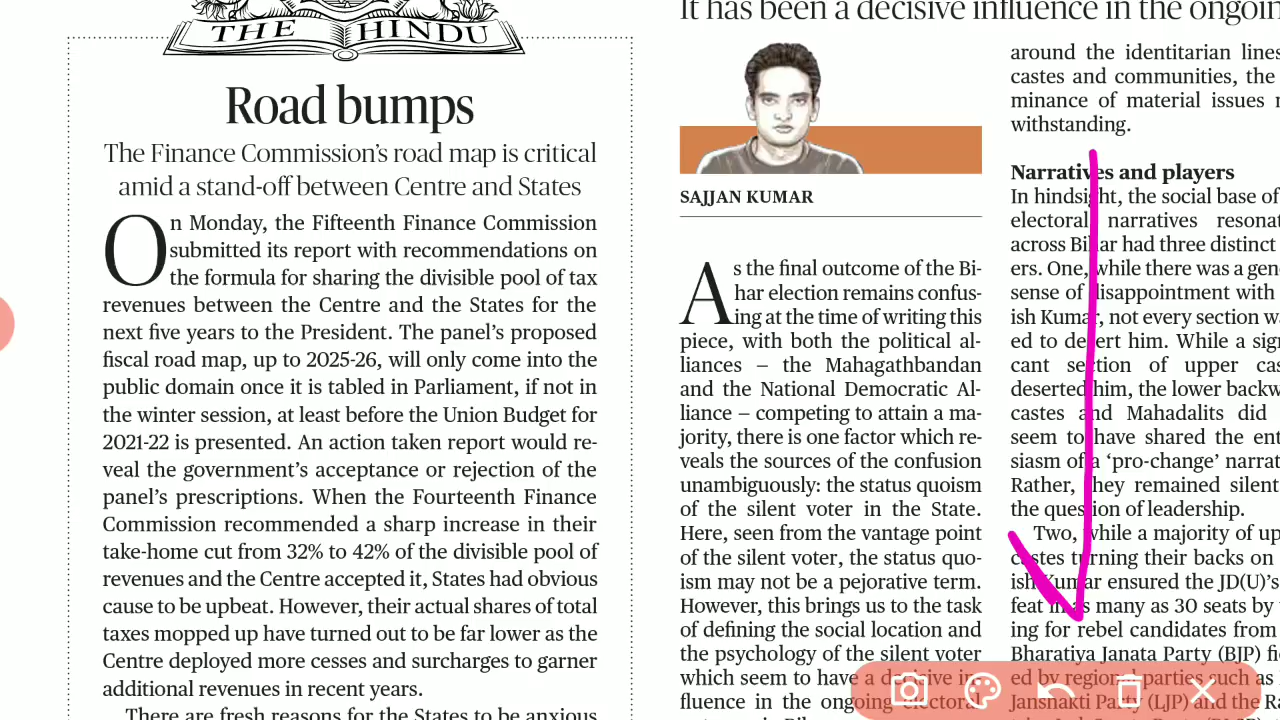 THE HINDU
Road bumps
The Finance Commission's road map is critical
amid a stand-off between Centre and States
On Monday, the Fifteenth Finance Commission
submitted its report with recommendations on
the formula for sharing the divisible pool of tax
revenues between the Centre and the States for the
next five years to the President. The panel's proposed
fiscal road map, up to 2025-26, will only come into the
public domain once it is tabled in Parliament, if not in
the winter session, at least before the Union Budget for
2021-22 is presented. An action taken report would re-
veal the government's acceptance or rejection of the
panel's prescriptions. When the Fourteenth Finance
Commission recommended a sharp increase in their
take-home cut from 32% to 42% of the divisible pool of
revenues and the Centre accepted it, States had obvious
cause to be upbeat. However, their actual shares of total
taxes mopped up have turned out to be far lower as the
Centre deployed more cesses and surcharges to garner
additional revenues in recent years.
There are fresh reasons for the States to be anxious
It has been a decisive influence in the ongoin
SAJJAN KUMAR
As the final outcome of the Bi-
har election remains confus-
ing at the time of writing this
piece, with both the political al-
liances – the Mahagathbandan
and the National Democratic Al-
liance – competing to attain a ma-
jority, there is one factor which re-
veals the sources of the confusion
unambiguously: the status quoism
of the silent voter in the State.
Here, seen from the vantage point
of the silent voter, the status quo-
ism may not be a pejorative term.
However, this brings us to the task
of defining the social location and
the psychology of the silent voter
which seem to have a decisive in-
fluence in the ongoing electoral
around the identitarian lines
castes and communities, the
minance of material issues
withstanding.
Narratives and players
In hindsight, the social base of
electoral narratives resonat
across Bihar had three distinct
ers. One, while there was a gen
sense of disappointment with
ish Kumar, not every section wa
ed to desert him. While a sign
cant section of upper cas
deserted him, the lower backw
castes and Mahadalits did
seem to have shared the ent
siasm of a 'pro-change' narrat
Rather, they remained silent
the question of leadership.
Two, while a majority of up
castes turning their backs on
ish Kumar ensured the JD(U)'s
feat in as many as 30 seats by
ing for rebel candidates from
Bharatiya Janata Party (BJP) fi
ed by regional parties such as
Janshakti Party (LJP) and the Ra